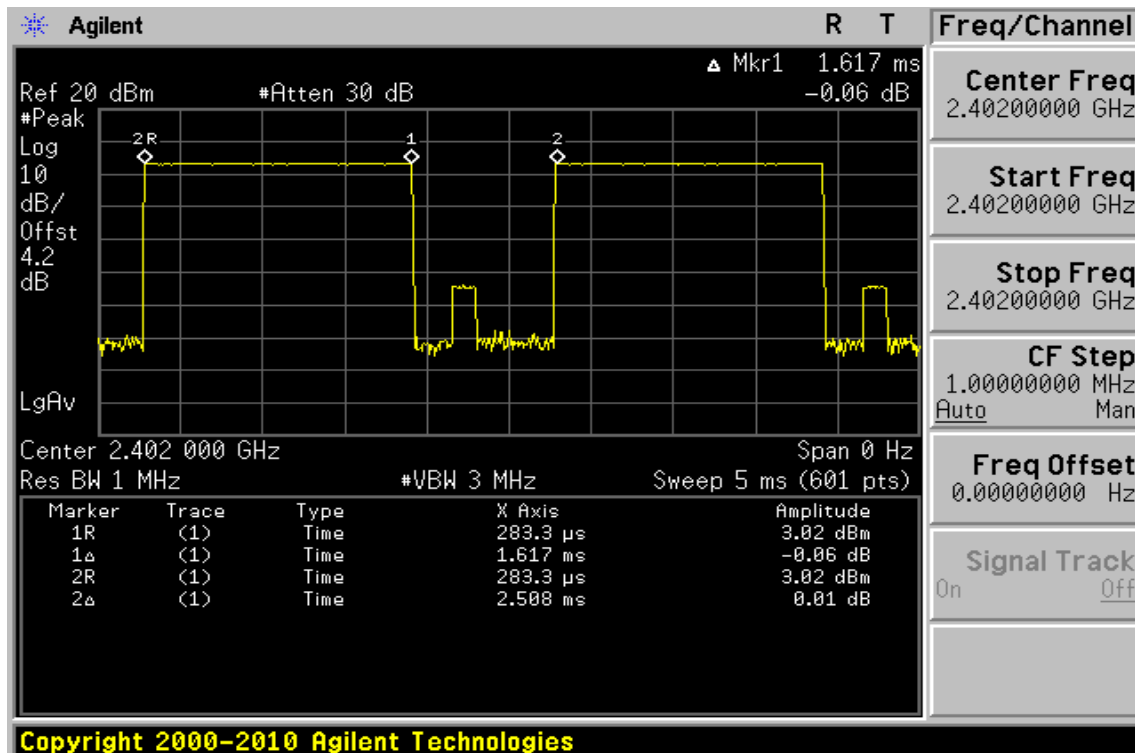 Agilent R T
Freq/Channel
Δ Mkr1 1.617 ms
Ref 20 dBm #Atten 30 dB -0.06 dB
#Peak
Log
10
dB/
Offst
4.2
dB
LgAv
2R 1 2
Center 2.402 000 GHz Span 0 Hz
Res BW 1 MHz #VBW 3 MHz Sweep 5 ms (601 pts)
Marker Trace Type X Axis Amplitude
1R (1) Time 283.3 µs 3.02 dBm
1Δ (1) Time 1.617 ms -0.06 dB
2R (1) Time 283.3 µs 3.02 dBm
2Δ (1) Time 2.508 ms 0.01 dB
Center Freq
2.40200000 GHz
Start Freq
2.40200000 GHz
Stop Freq
2.40200000 GHz
CF Step
1.00000000 MHz
Auto Man
Freq Offset
0.00000000 Hz
Signal Track
On Off
Copyright 2000-2010 Agilent Technologies